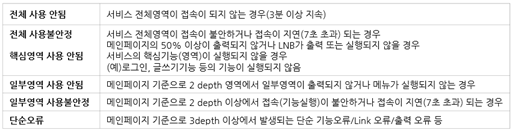 전체 사용 안됨 서비스 전체영역이 접속이 되지 않는 경우(3분 이상 지속)
전체 사용불안정 서비스 전체영역이 접속이 불안하거나 접속이 지연(7초 초과) 되는 경우
핵심영역 사용 안됨 메인페이지의 50% 이상이 출력되지 않거나 LNB가 출력 또는 실행되지 않을 경우
서비스의 핵심기능(영역)이 실행되지 않을 경우
(예)로그인, 글쓰기기능 등의 기능이 실행되지 않음
일부영역 사용 안됨 메인페이지 기준으로 2 depth 영역에서 일부영역이 출력되지 않거나 메뉴가 실행되지 않는 경우
일부영역 사용불안정 메인페이지 기준으로 2 depth 이상에서 접속(기능실행)이 불안하거나 접속이 지연(7초 초과)되는 경우
단순오류 메인페이지 기준으로 3depth 이상에서 발생되는 단순 기능오류/Link 오류/출력 오류 등